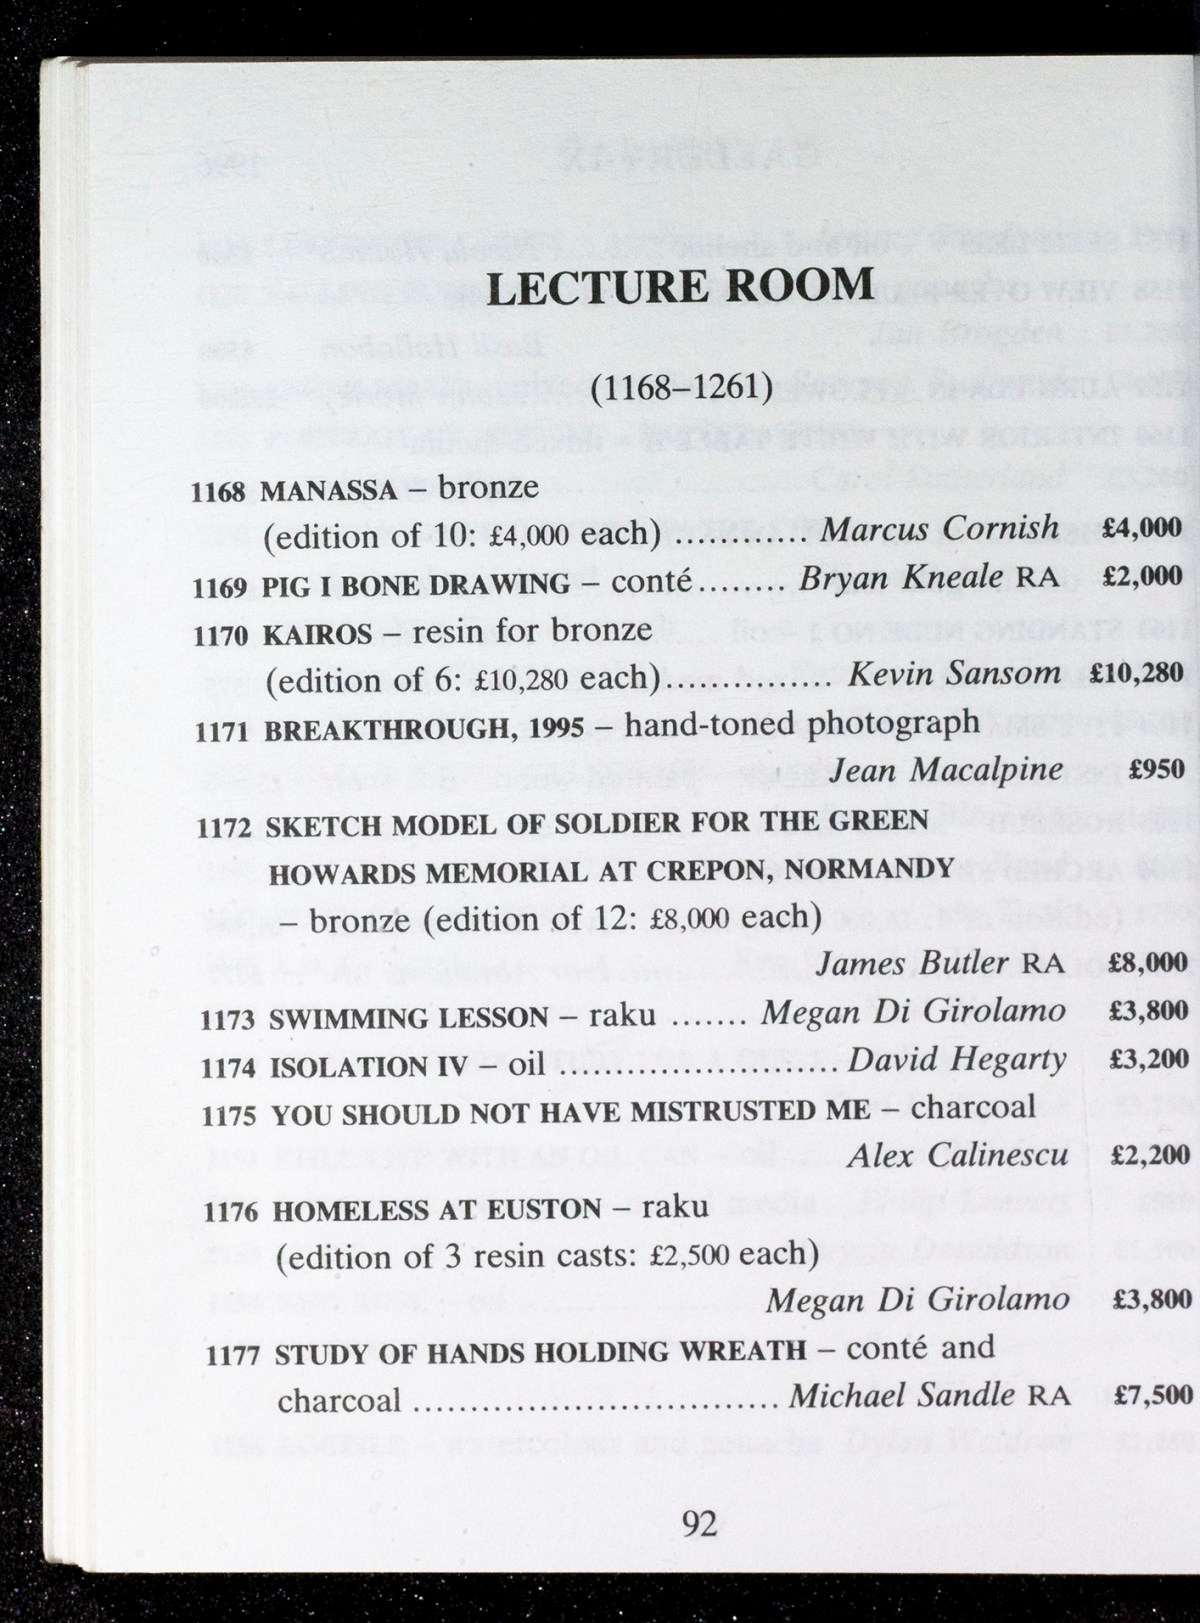 LECTURE ROOM
(1168–1261)
1168 MANASSA – bronze
(edition of 10: £4,000 each) ........... Marcus Cornish £4,000
1169 PIG I BONE DRAWING – conté........ Bryan Kneale RA £2,000
1170 KAIROS – resin for bronze
(edition of 6: £10,280 each).............. Kevin Sansom £10,280
1171 BREAKTHROUGH, 1995 – hand-toned photograph
Jean Macalpine £950
1172 SKETCH MODEL OF SOLDIER FOR THE GREEN
HOWARDS MEMORIAL AT CREPON, NORMANDY
– bronze (edition of 12: £8,000 each)
James Butler RA £8,000
1173 SWIMMING LESSON – raku ....... Megan Di Girolamo £3,800
1174 ISOLATION IV – oil ........................ David Hegarty £3,200
1175 YOU SHOULD NOT HAVE MISTRUSTED ME – charcoal
Alex Calinescu £2,200
1176 HOMELESS AT EUSTON – raku
(edition of 3 resin casts: £2,500 each)
Megan Di Girolamo £3,800
1177 STUDY OF HANDS HOLDING WREATH – conté and
charcoal ................................ Michael Sandle RA £7,500
92